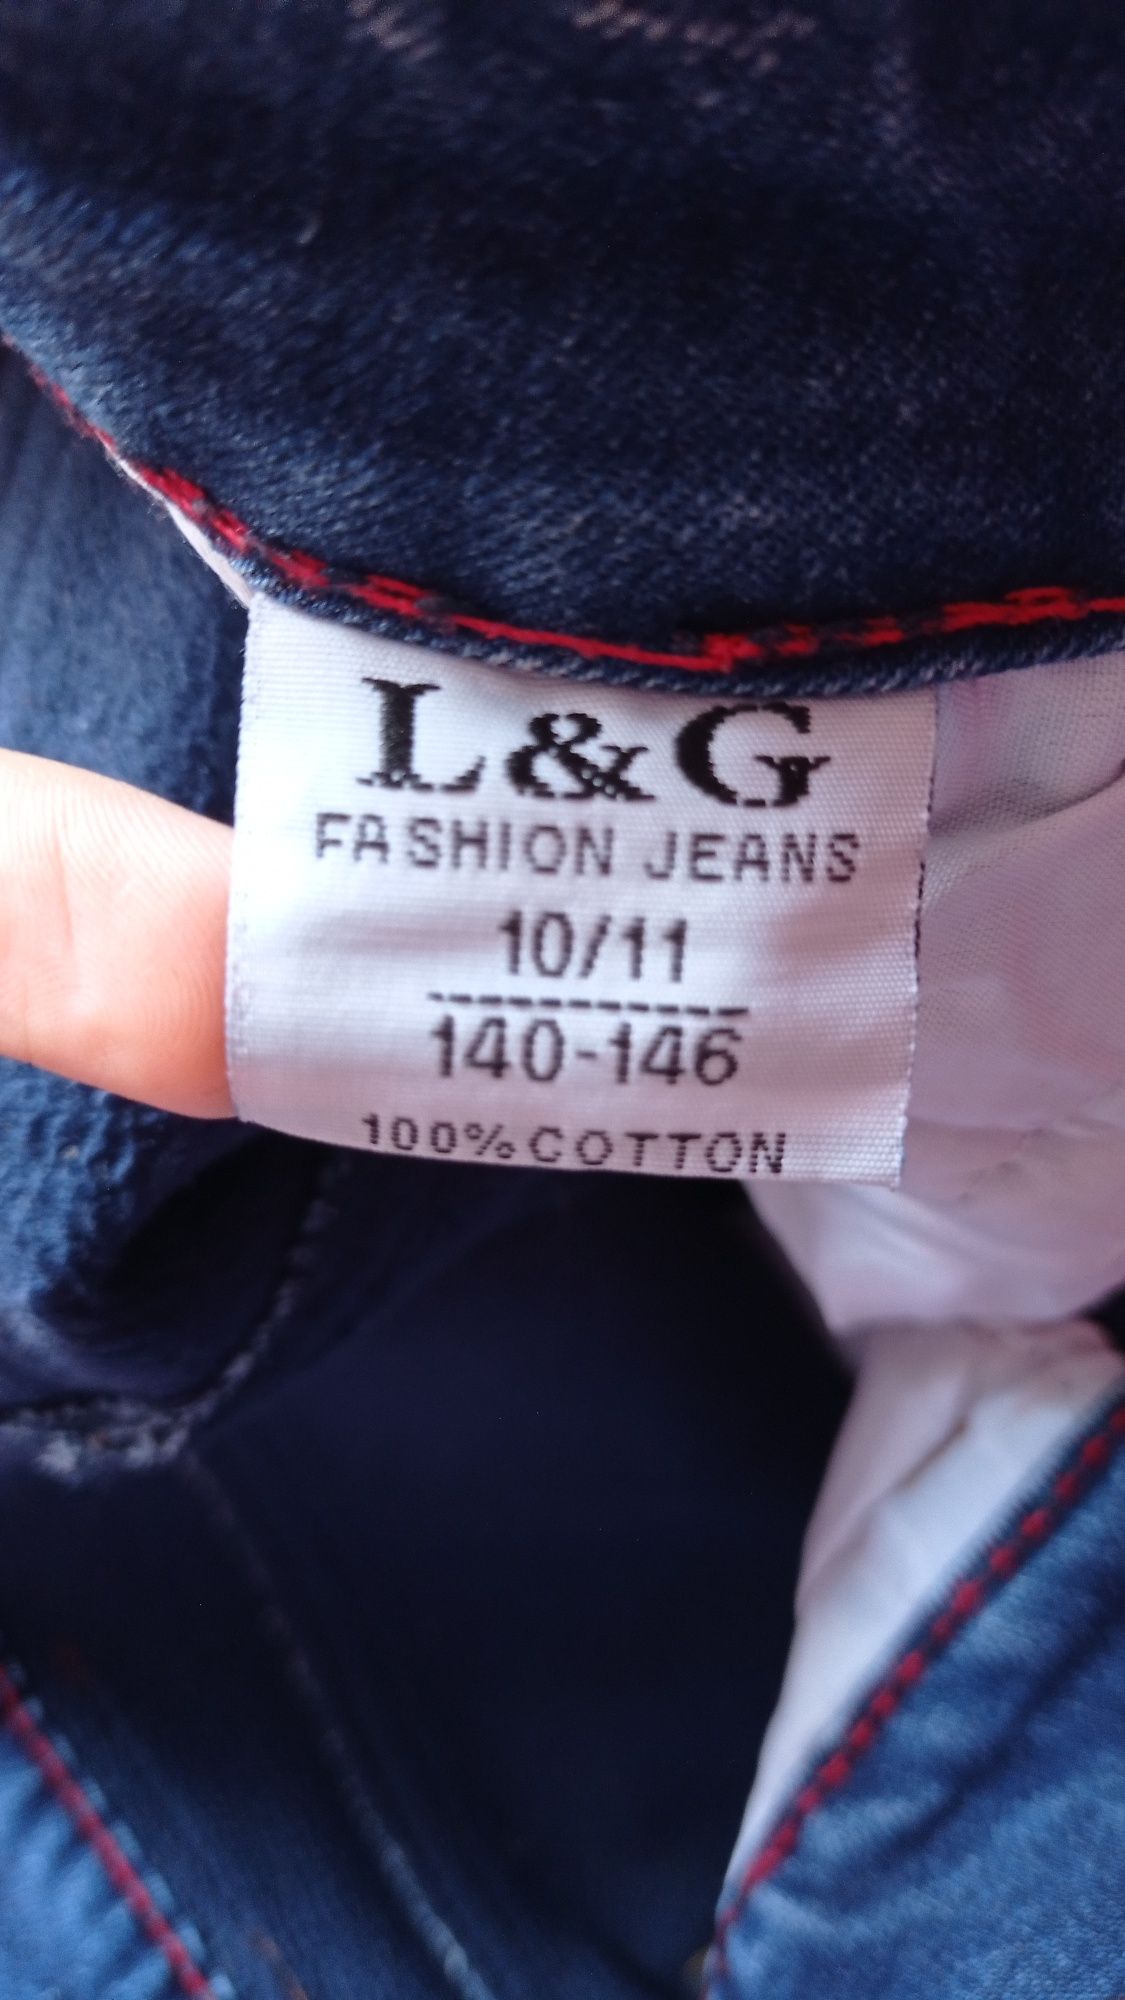 L&G
FASHION JEANS
10/11
140-146
100% COTTON